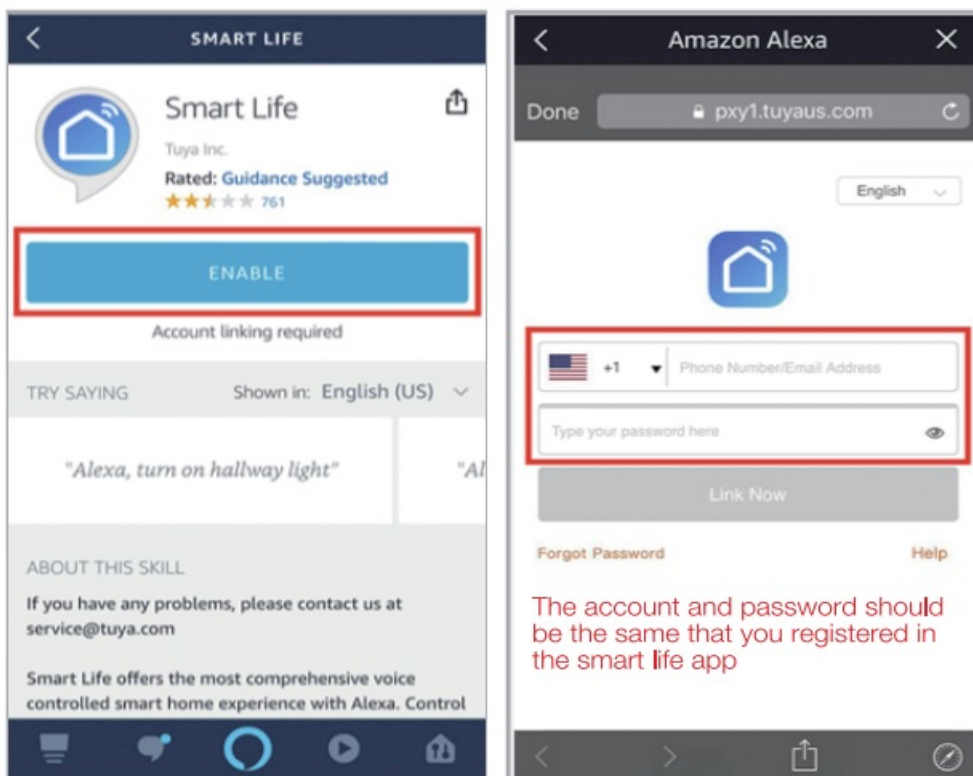 SMART LIFE
Smart Life
Tuya Inc.
Rated: Guidance Suggested
761
ENABLE
Account linking required
TRY SAYING
Shown in: English (US)
"Alexa, turn on hallway light"
"Al
ABOUT THIS SKILL
If you have any problems, please contact us at
service@tuya.com
Smart Life offers the most comprehensive voice
controlled smart home experience with Alexa. Control
Amazon Alexa
Done
pxy1.tuyaus.com
English
+1
Phone Number/Email Address
Type your password here
Link Now
Forgot Password
Help
The account and password should
be the same that you registered in
the smart life app